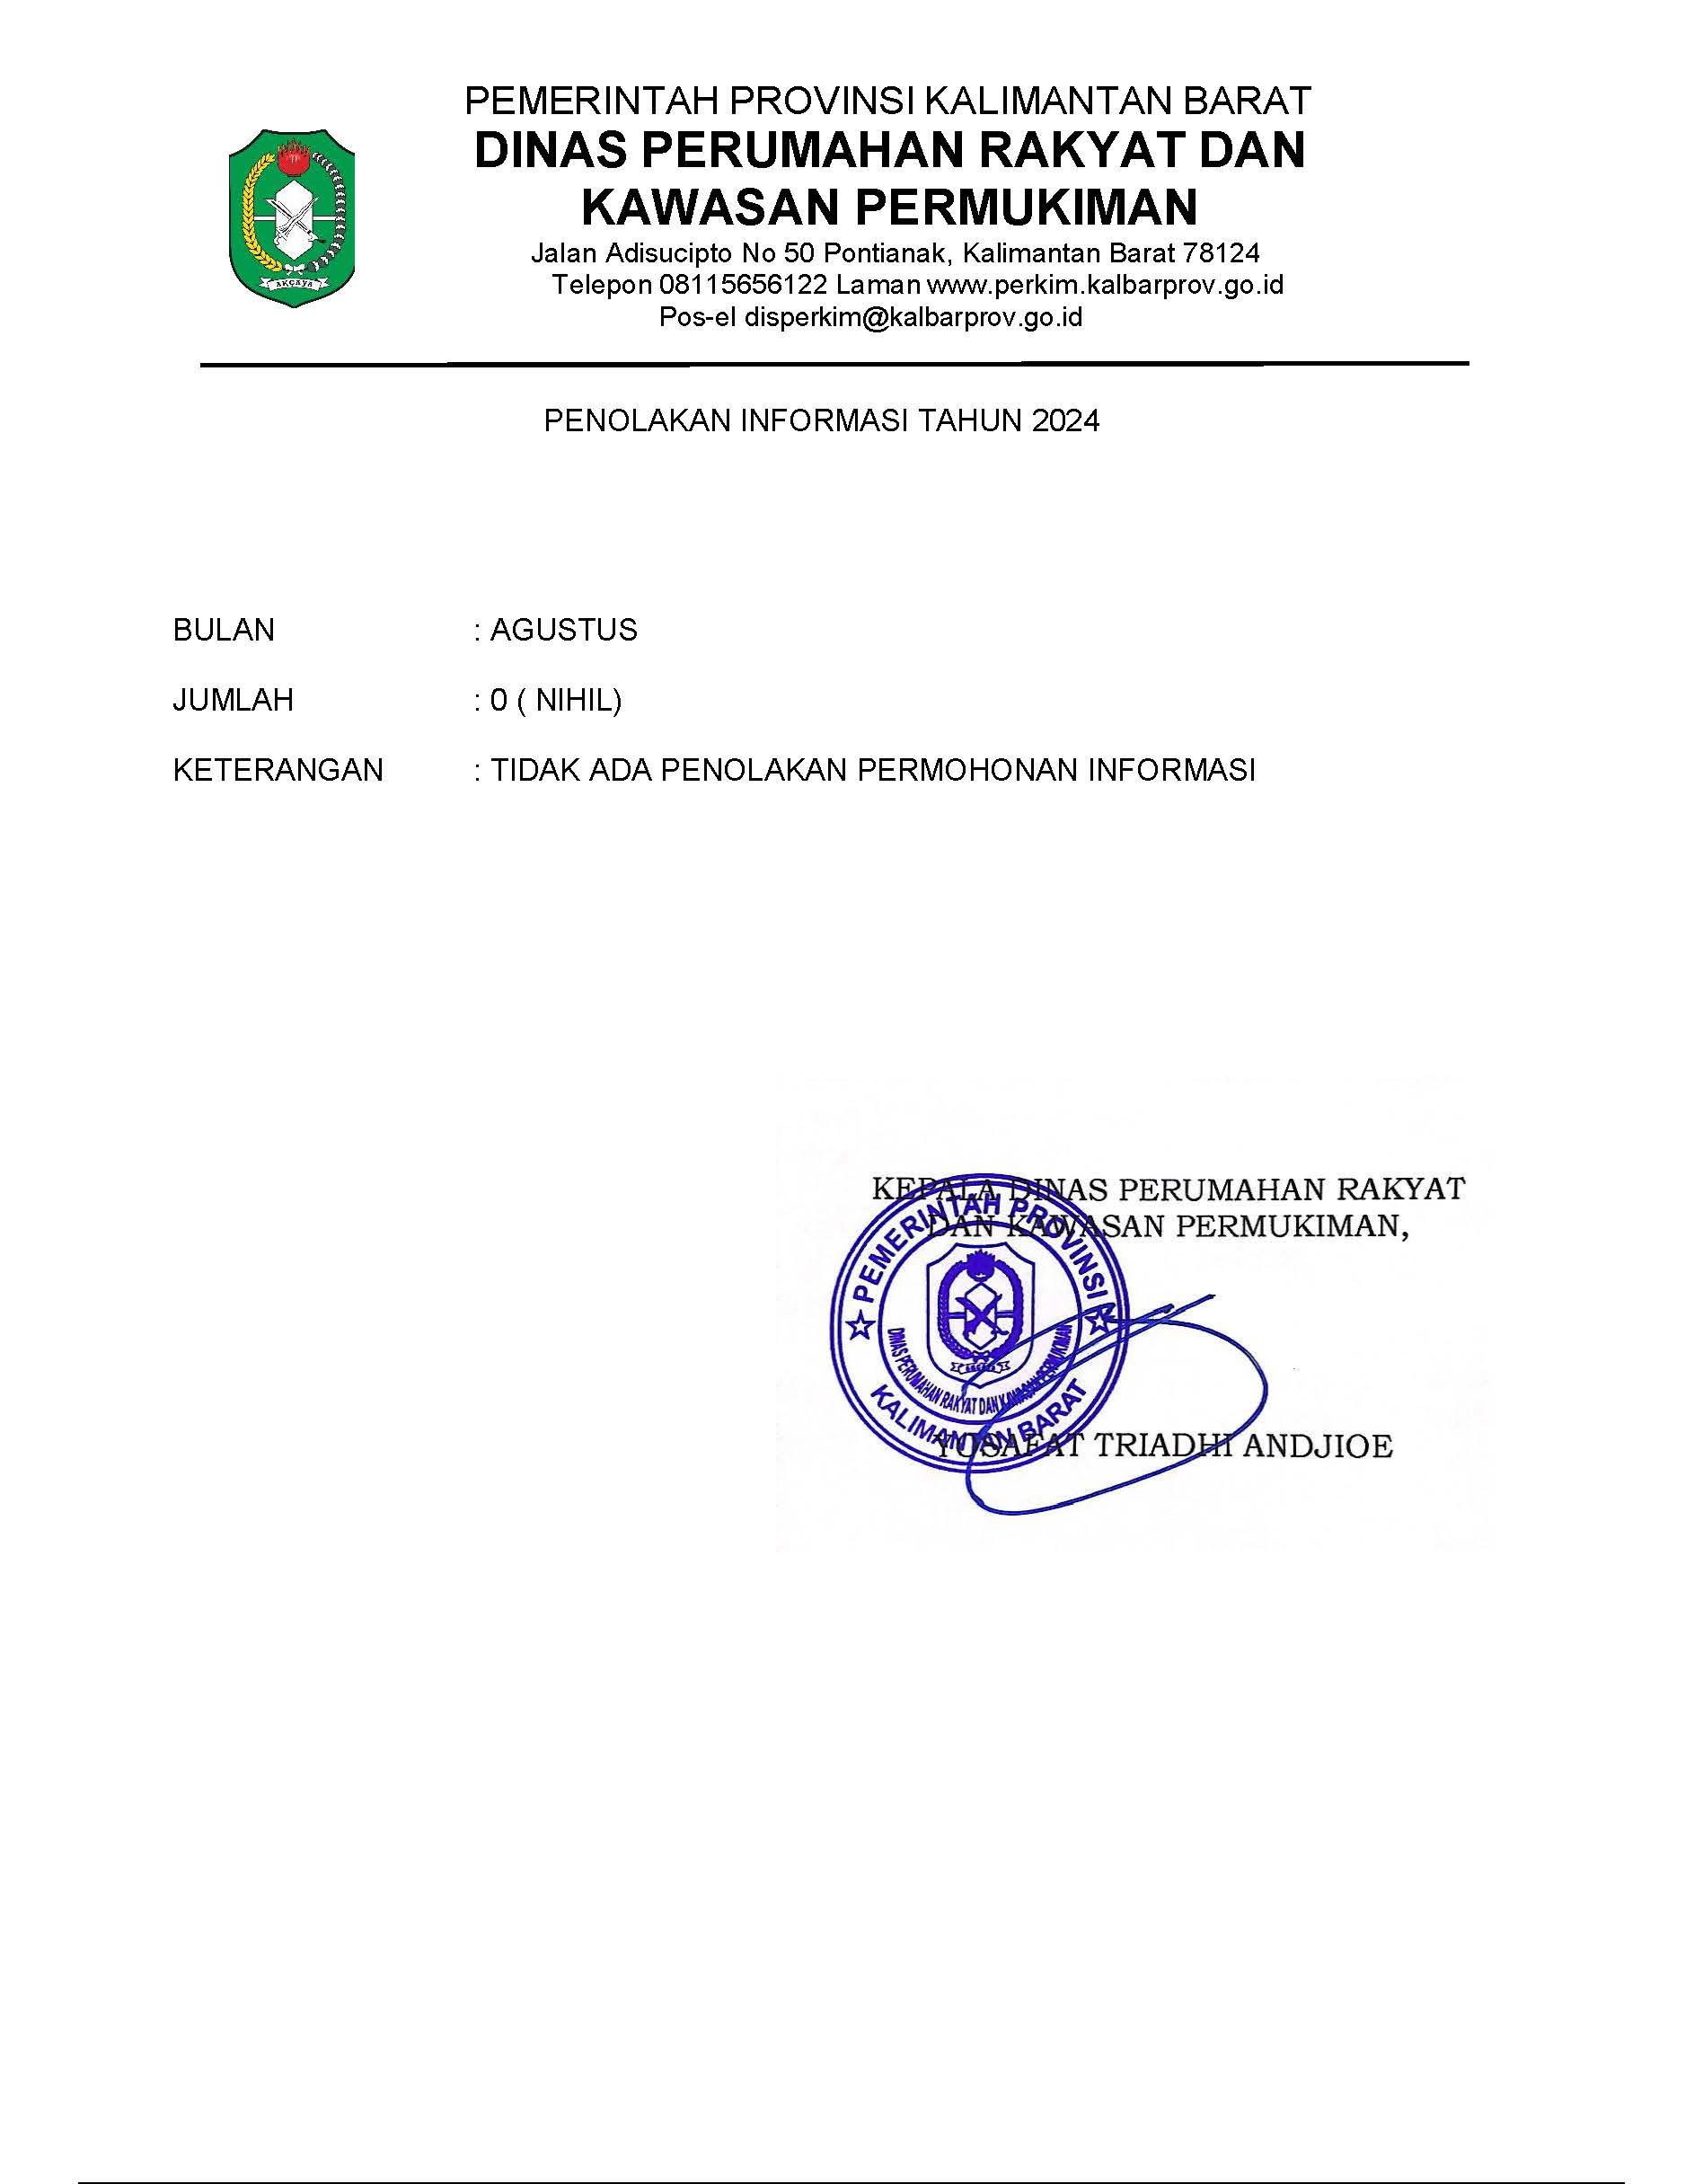 PEMERINTAH PROVINSI KALIMANTAN BARAT
DINAS PERUMAHAN RAKYAT DAN
KAWASAN PERMUKIMAN
Jalan Adisucipto No 50 Pontianak, Kalimantan Barat 78124
Telepon 08115656122 Laman www.perkim.kalbarprov.go.id
Pos-el disperkim@kalbarprov.go.id
AKÇAYA
PENOLAKAN INFORMASI TAHUN 2024
BULAN : AGUSTUS
JUMLAH : 0 ( NIHIL)
KETERANGAN : TIDAK ADA PENOLAKAN PERMOHONAN INFORMASI
KEPALA DINAS PERUMAHAN RAKYAT
DAN KAWASAN PERMUKIMAN,
PEMERINTAH PROVINSI
DINAS PERUMAHAN RAKYAT DAN KAWASAN PERMUKIMAN
KALIMANTAN BARAT
YOSAFAT TRIADHI ANDJIOE